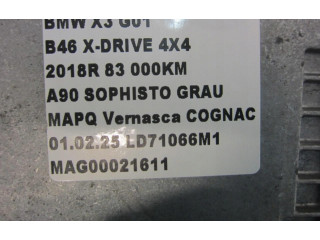 BMW X3 G01
B46 X-DRIVE 4X4
2018R 83 000KM
A90 SOPHISTO GRAU
MAPQ Vernasca COGNAC
01.02.25 LD71066M1
MAG00021611